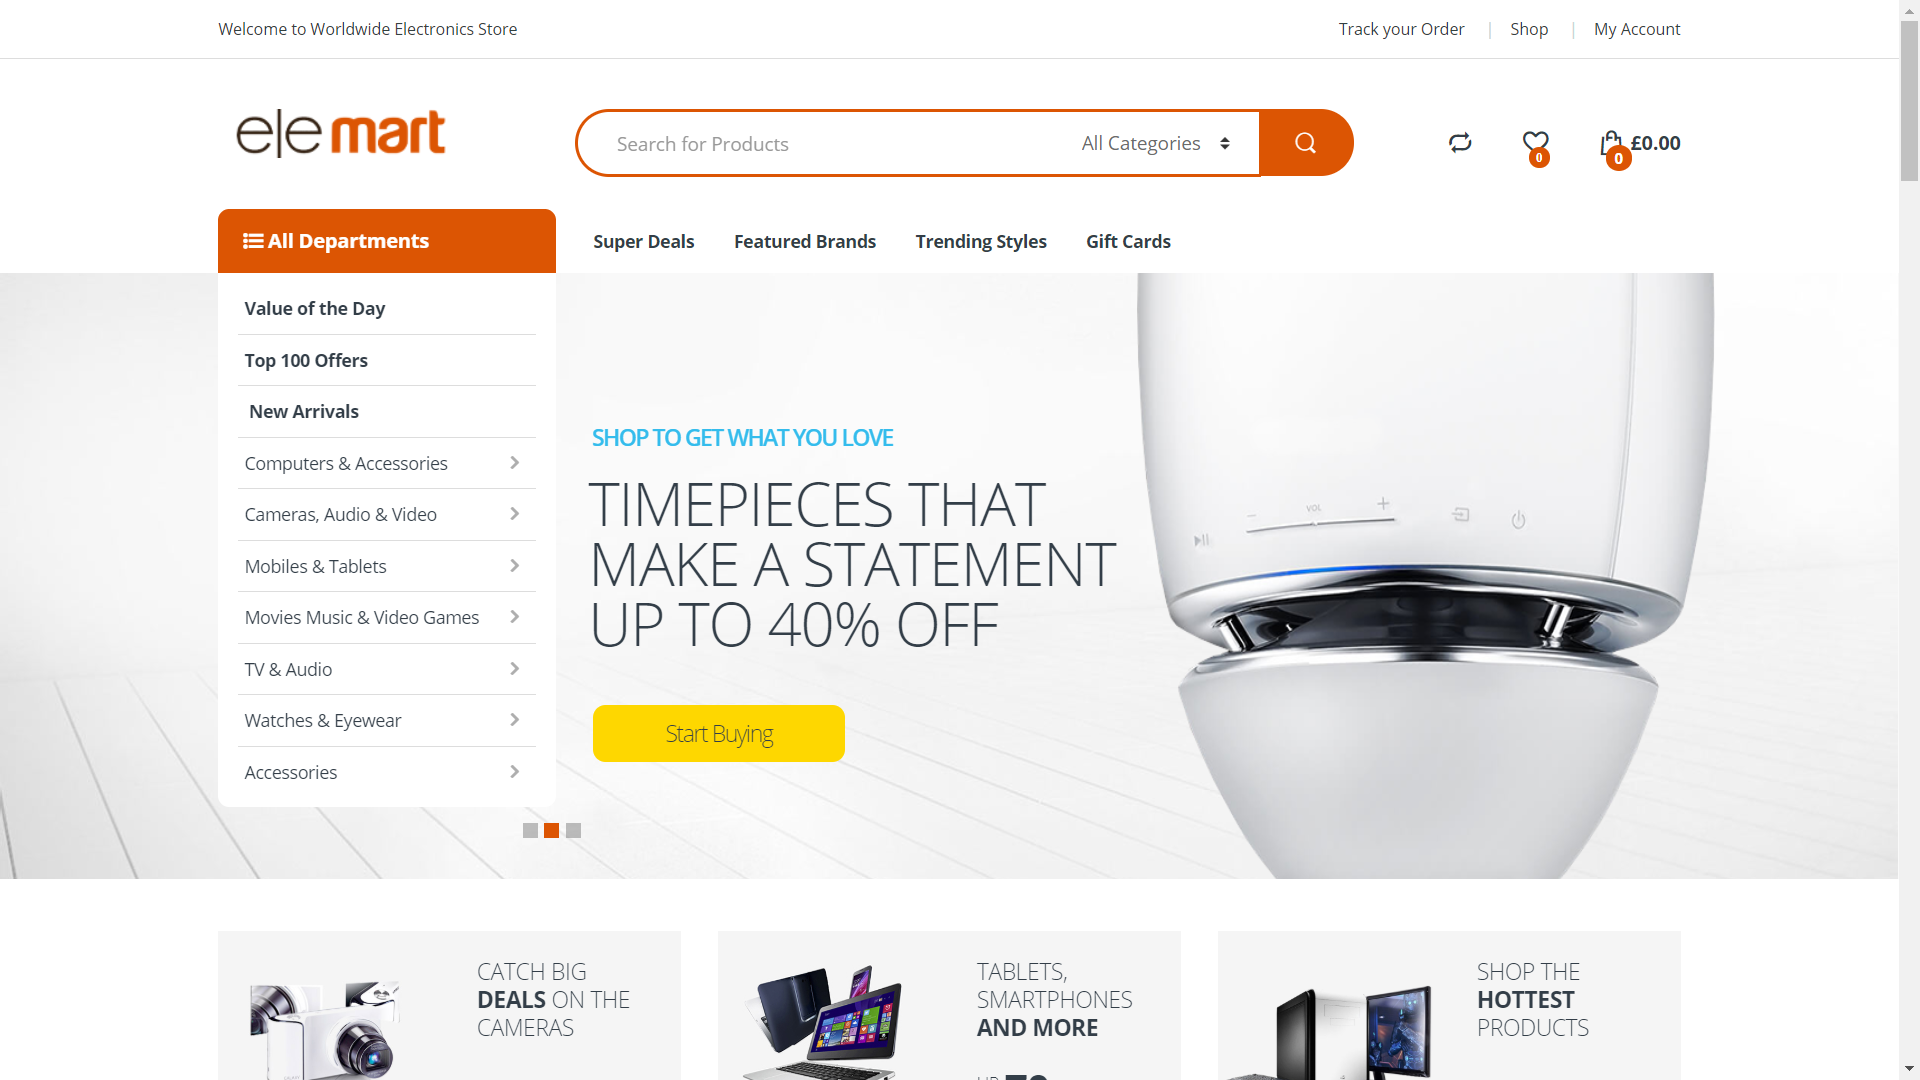 Welcome to Worldwide Electronics Store
Track your Order | Shop | My Account
ele mart
Search for Products
All Categories
0
0
£0.00
All Departments
Super Deals
Featured Brands
Trending Styles
Gift Cards
Value of the Day
Top 100 Offers
New Arrivals
Computers & Accessories
Cameras, Audio & Video
Mobiles & Tablets
Movies Music & Video Games
TV & Audio
Watches & Eyewear
Accessories
SHOP TO GET WHAT YOU LOVE
TIMEPIECES THAT
MAKE A STATEMENT
UP TO 40% OFF
Start Buying
VOL
CATCH BIG
DEALS ON THE
CAMERAS
TABLETS,
SMARTPHONES
AND MORE
SHOP THE
HOTTEST
PRODUCTS